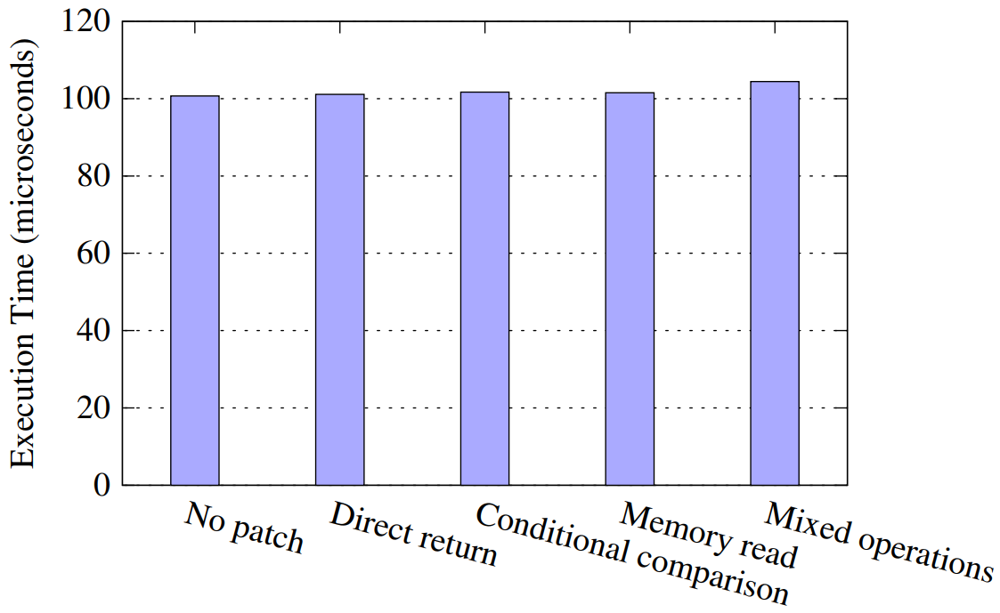 Execution Time (microseconds)
120
100
80
60
40
20
0
No patch
Direct return
Conditional comparison
Memory read
Mixed operations